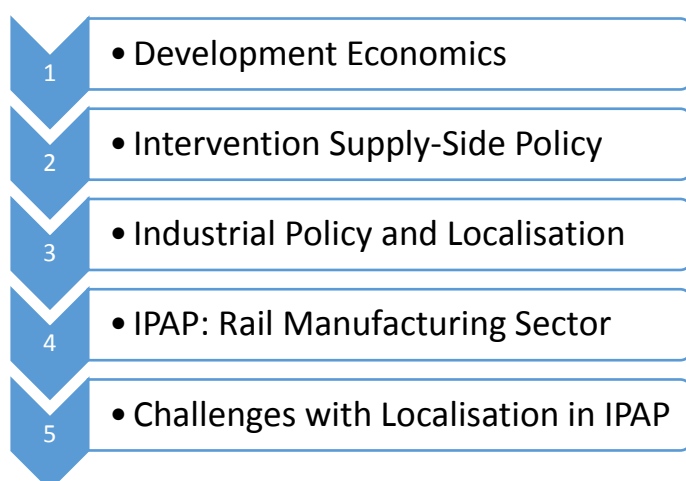 1
• Development Economics
2
• Intervention Supply-Side Policy
3
• Industrial Policy and Localisation
4
• IPAP: Rail Manufacturing Sector
5
• Challenges with Localisation in IPAP